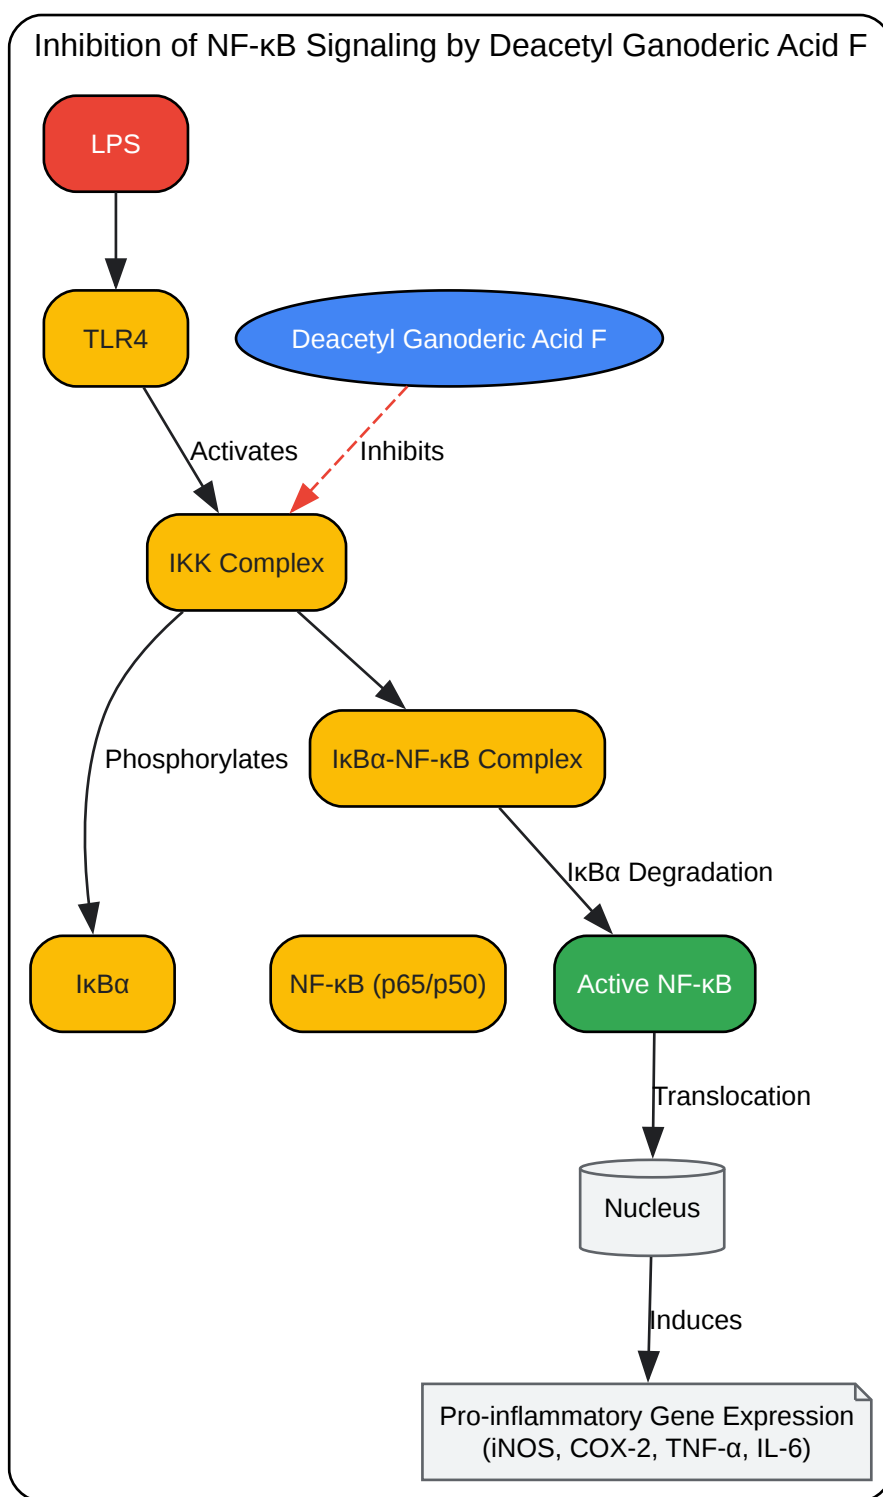 Inhibition of NF-κB Signaling by Deacetyl Ganoderic Acid F
LPS
TLR4
Deacetyl Ganoderic Acid F
Activates
Inhibits
IKK Complex
Phosphorylates
IκBα-NF-κB Complex
IκBα Degradation
IκBα
NF-κB (p65/p50)
Active NF-κB
Translocation
Nucleus
Induces
Pro-inflammatory Gene Expression
(iNOS, COX-2, TNF-α, IL-6)